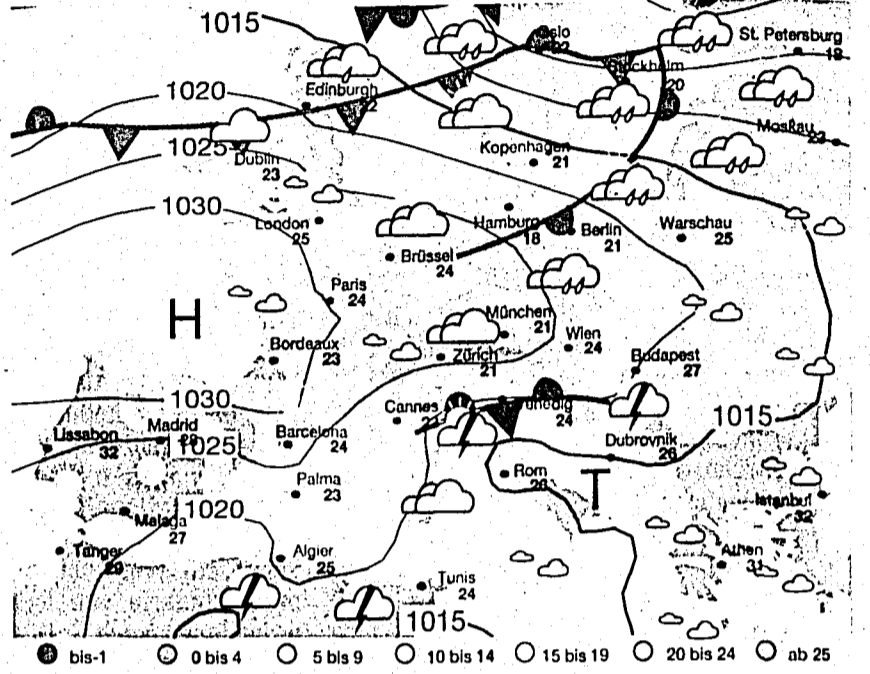 1015
Oslo
St. Petersburg
18
Stockholm
20
1020
Edinburgh
Moskau
23
1025
Dublin
23
Kopenhagen
21
1030
London
25
Hamburg
18
Berlin
21
Warschau
25
Brüssel
24
Paris
24
H
München
21
Wien
24
Bordeaux
23
Zürich
21
Budapest
27
1030
Cannes
Venedig
24
1015
Madrid
Lissabon
32
1025
Barcelona
24
Dubrovnik
26
Rom
26
T
Palma
23
1020
Malaga
27
Istanbul
32
Tanger
29
Algier
25
Athen
31
Tunis
24
1015
bis-1
0 bis 4
5 bis 9
10 bis 14
15 bis 19
20 bis 24
ab 25